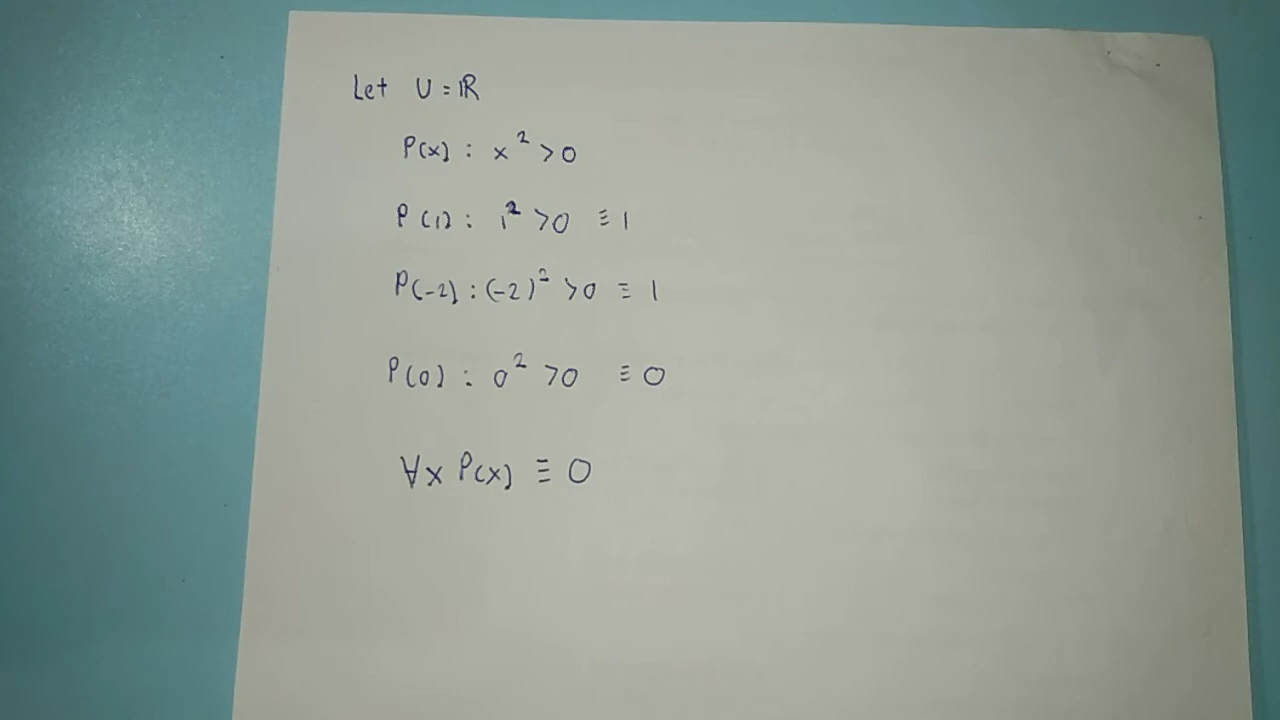 Let U = ℝ
P(x) : x² > 0
P(1) : 1² > 0 ≡ 1
P(-2) : (-2)² > 0 ≡ 1
P(0) : 0² > 0 ≡ 0
∀x P(x) ≡ 0